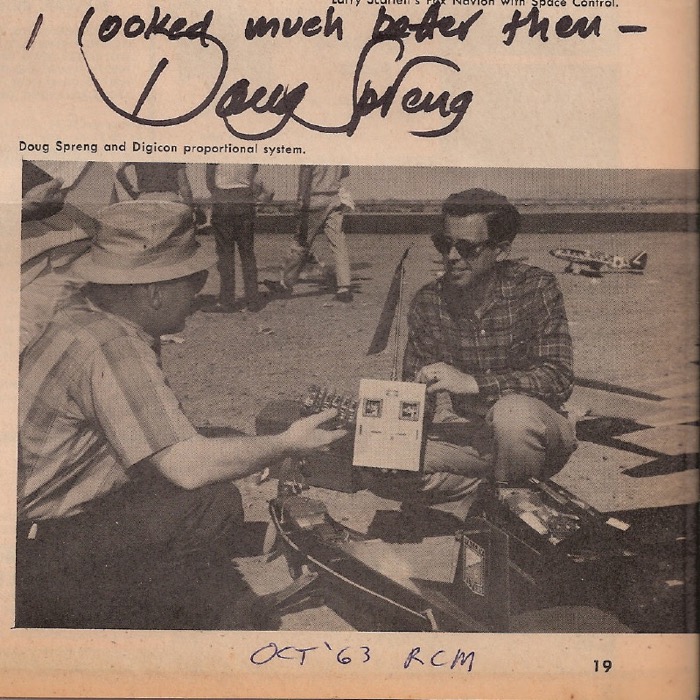 Larry Scarlett's Fox Navion with Space Control.
I looked much better then —
Doug Spreng
Doug Spreng and Digicon proportional system.
OCT '63 RCM
19